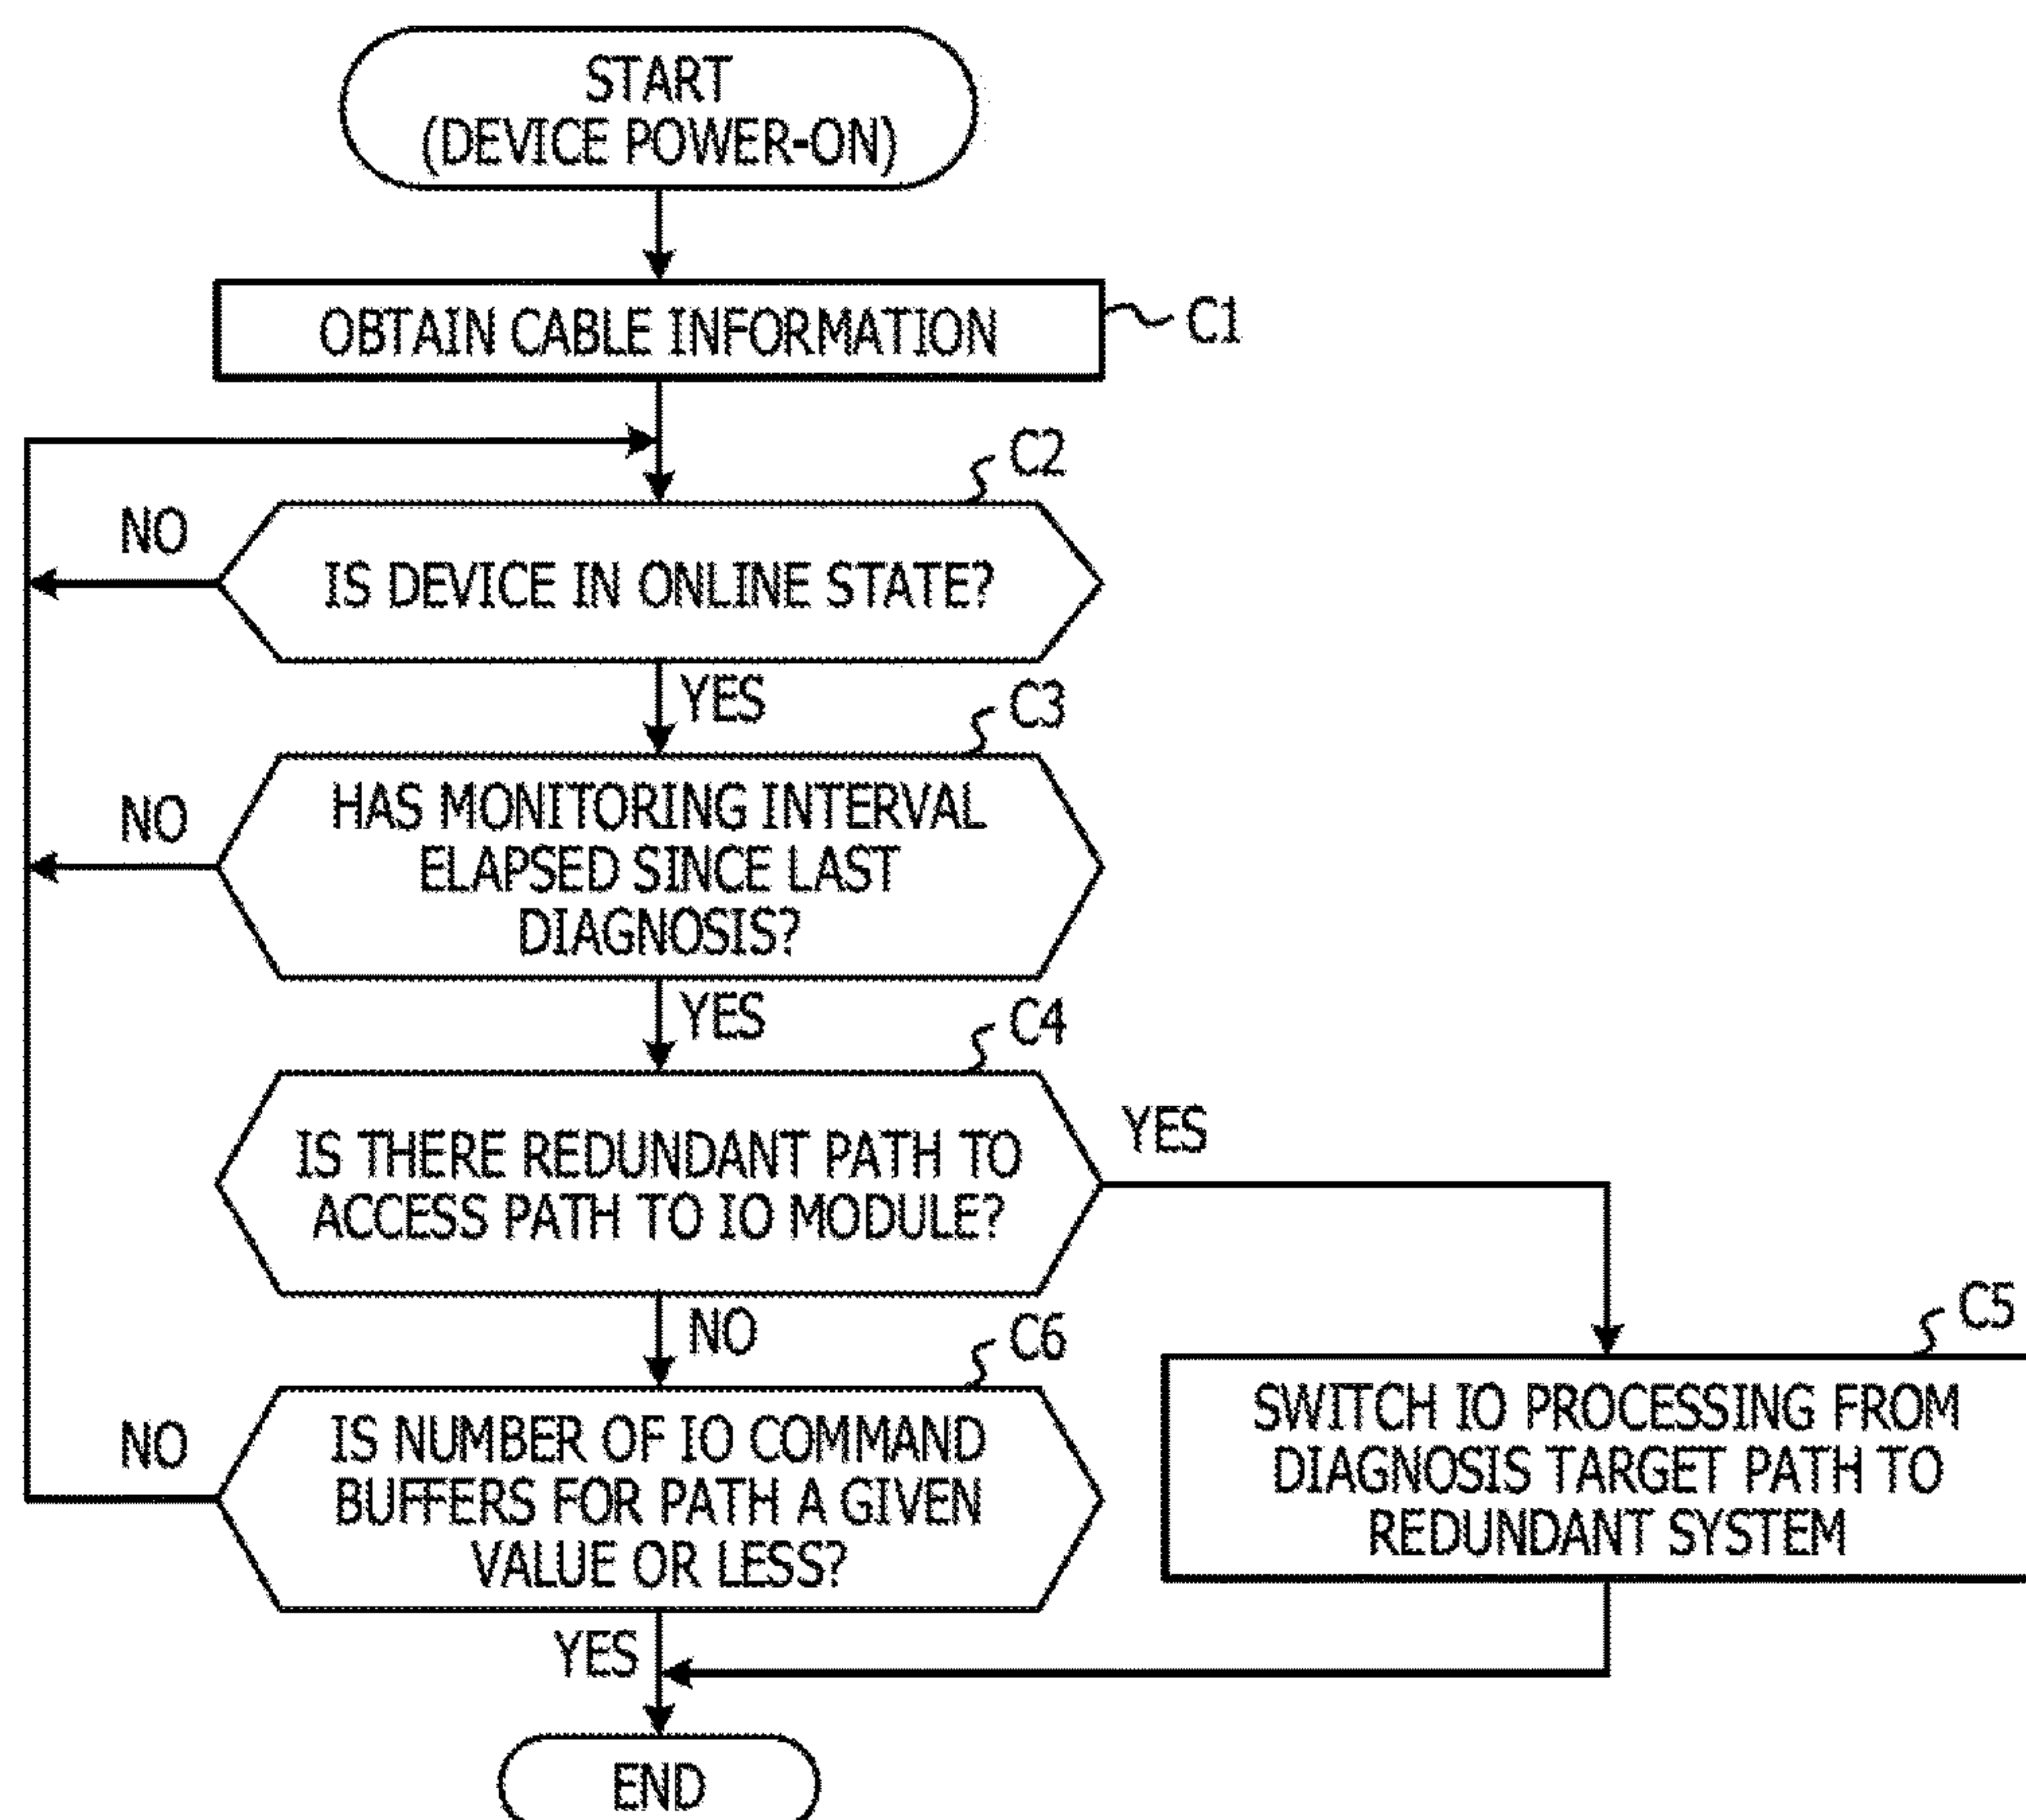 START
(DEVICE POWER-ON)
OBTAIN CABLE INFORMATION
C1
C2
NO
IS DEVICE IN ONLINE STATE?
YES
C3
NO
HAS MONITORING INTERVAL
ELAPSED SINCE LAST
DIAGNOSIS?
YES
C4
IS THERE REDUNDANT PATH TO
ACCESS PATH TO IO MODULE?
YES
NO
C5
SWITCH IO PROCESSING FROM
DIAGNOSIS TARGET PATH TO
REDUNDANT SYSTEM
C6
NO
IS NUMBER OF IO COMMAND
BUFFERS FOR PATH A GIVEN
VALUE OR LESS?
YES
END